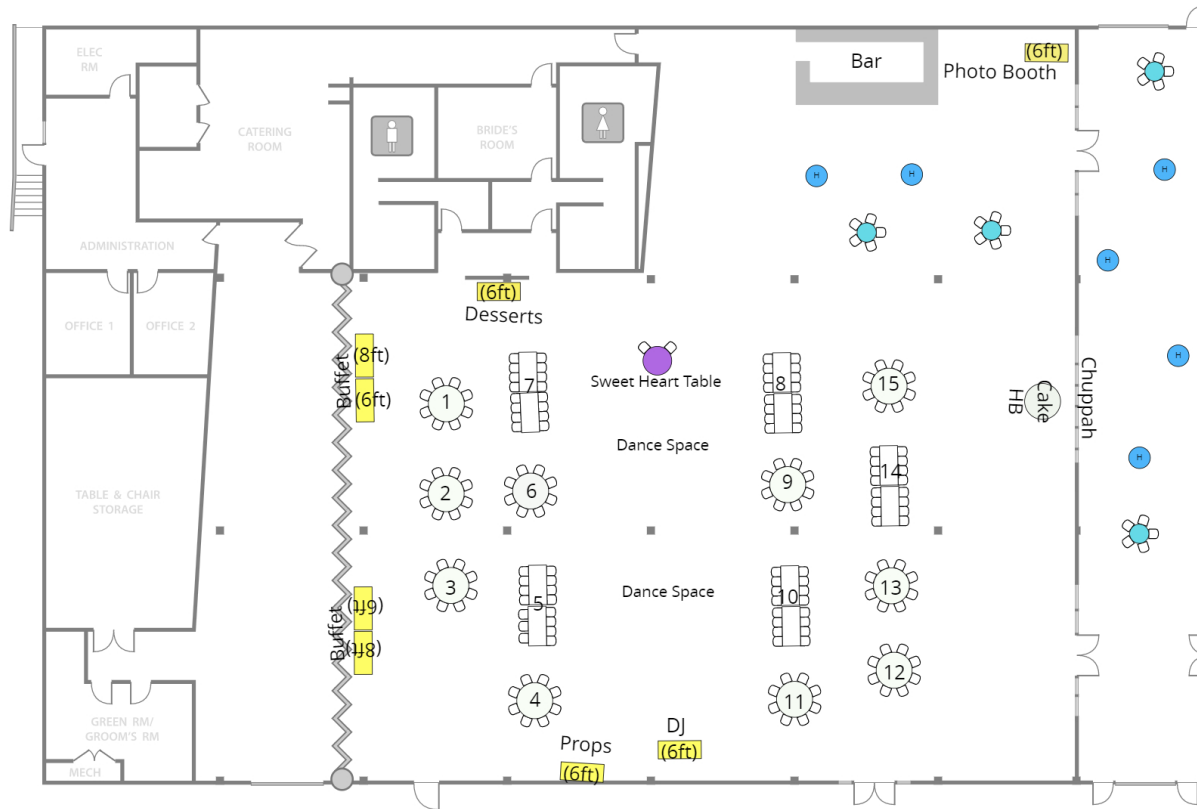 ELEC
RM
Bar
(6ft)
Photo Booth
CATERING
ROOM
BRIDE'S
ROOM
H
H
H
ADMINISTRATION
H
(6ft)
Desserts
OFFICE 1
OFFICE 2
Buffet
(8ft)
(6ft)
H
Sweet Heart Table
1
7
8
15
Cake
HB
Chuppah
Dance Space
H
2
6
9
14
TABLE & CHAIR
STORAGE
3
5
Dance Space
10
13
Buffet
(6ft)
(8ft)
12
4
11
GREEN RM/
GROOM'S RM
DJ
(6ft)
Props
(6ft)
MECH